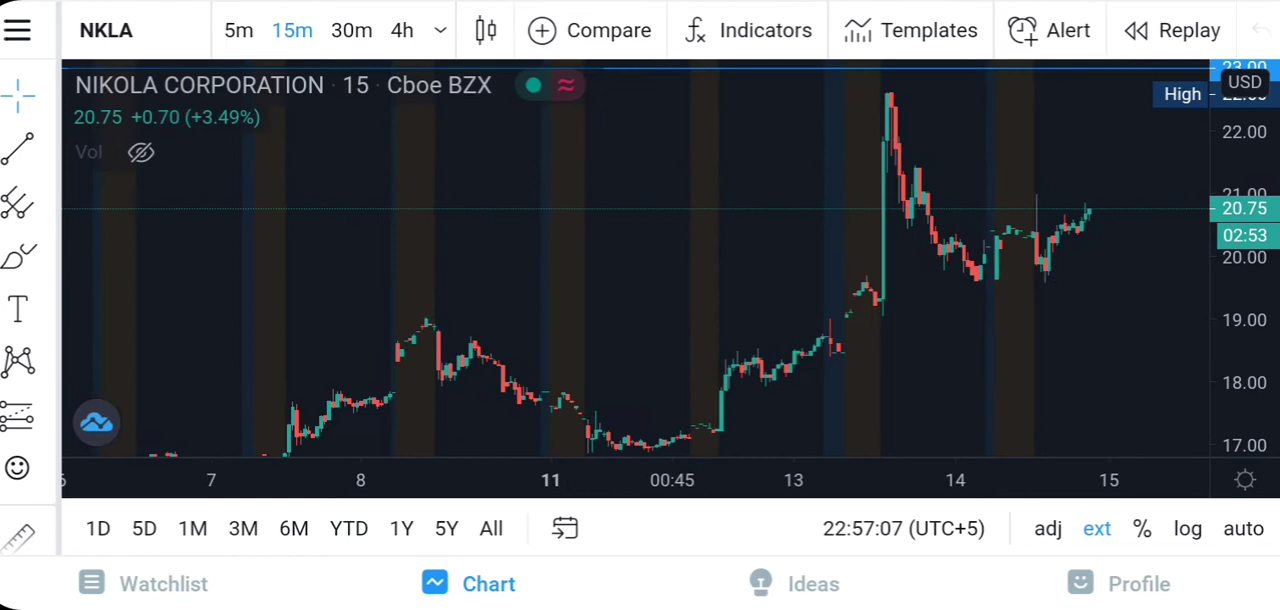 NKLA 5m 15m 30m 4h Compare Indicators Templates Alert Replay
NIKOLA CORPORATION · 15 · Cboe BZX
20.75 +0.70 (+3.49%)
Vol
23.00
USD
High
22.00
21.00
20.75
02:53
20.00
19.00
18.00
17.00
7 8 11 00:45 13 14 15
1D 5D 1M 3M 6M YTD 1Y 5Y All 22:57:07 (UTC+5) adj ext % log auto
Watchlist Chart Ideas Profile